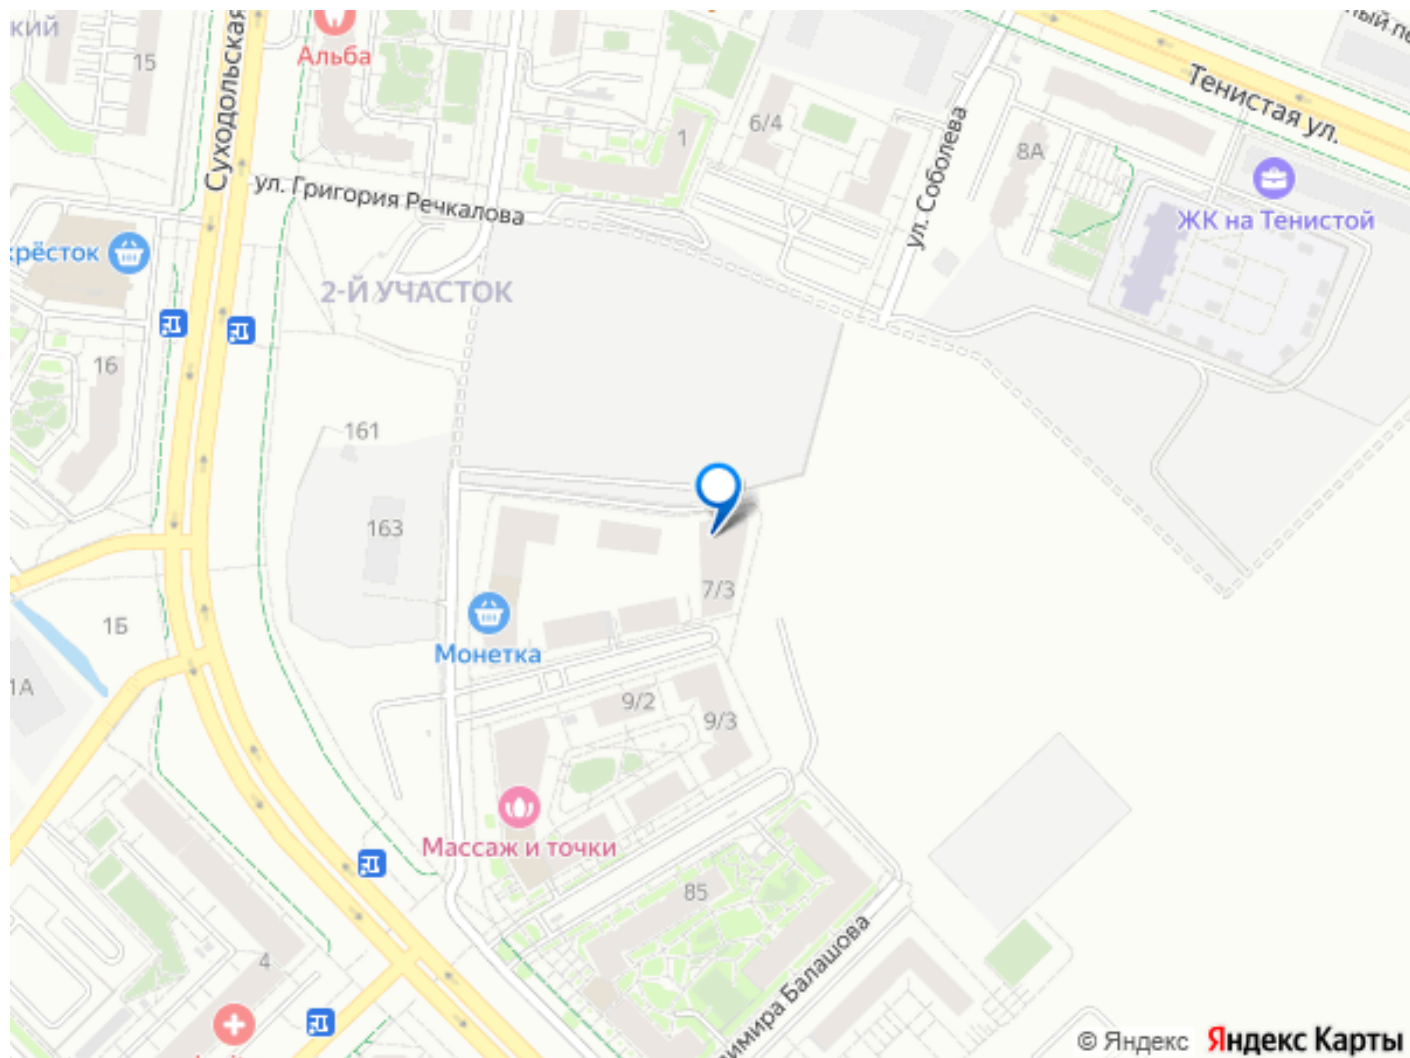 кий
15
Суходольская
Альба
ул. Григория Речкалова
1
6/4
ул. Соболева
8А
Тенистая ул.
ЖК на Тенистой
крёсток
2-Й УЧАСТОК
16
161
163
7/3
1Б
Монетка
1А
9/2
9/3
Массаж и точки
85
4
имира Балашова
© Яндекс Яндекс Карты